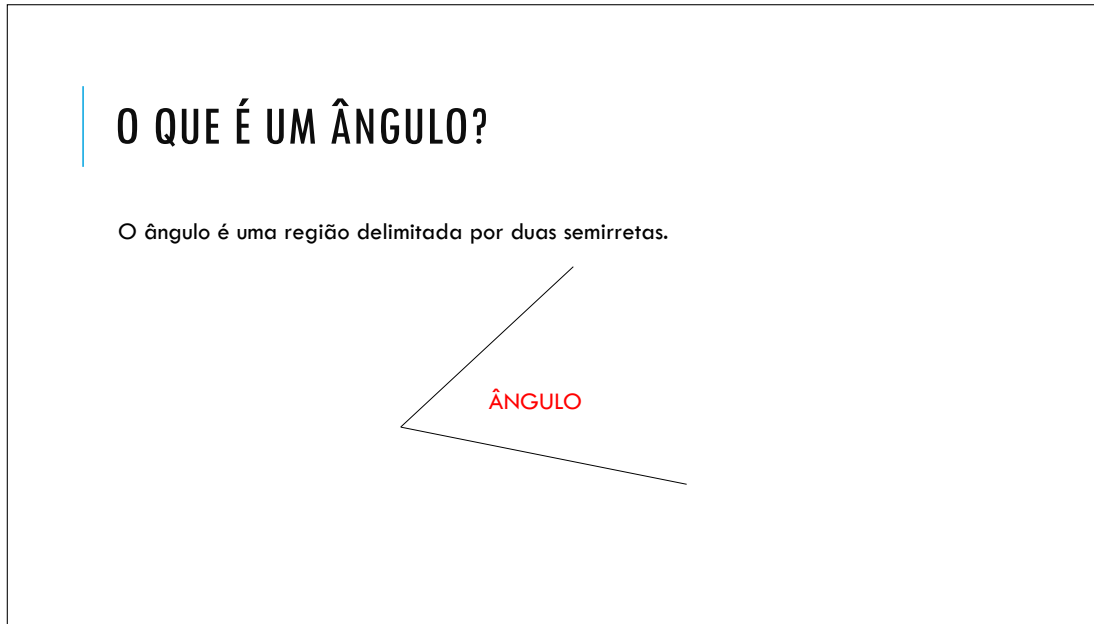 O QUE É UM ÂNGULO?
O ângulo é uma região delimitada por duas semirretas.
ÂNGULO